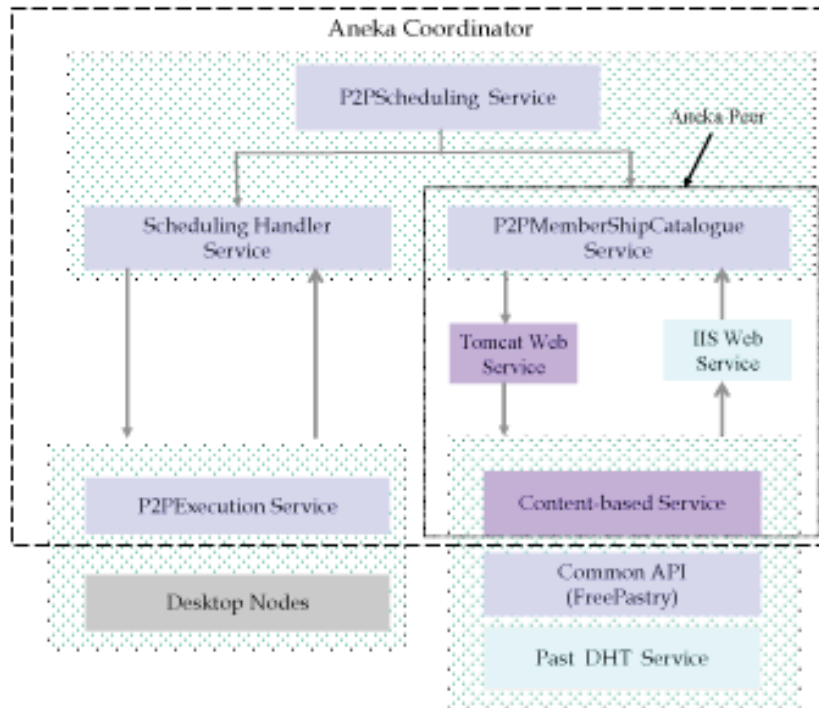 Aneka Coordinator
P2PScheduling Service
Aneka Peer
Scheduling Handler
Service
P2PMemberShipCatalogue
Service
Tomcat Web
Service
IIS Web
Service
P2PExecution Service
Content-based Service
Desktop Nodes
Common API
(FreePastry)
Past DHT Service